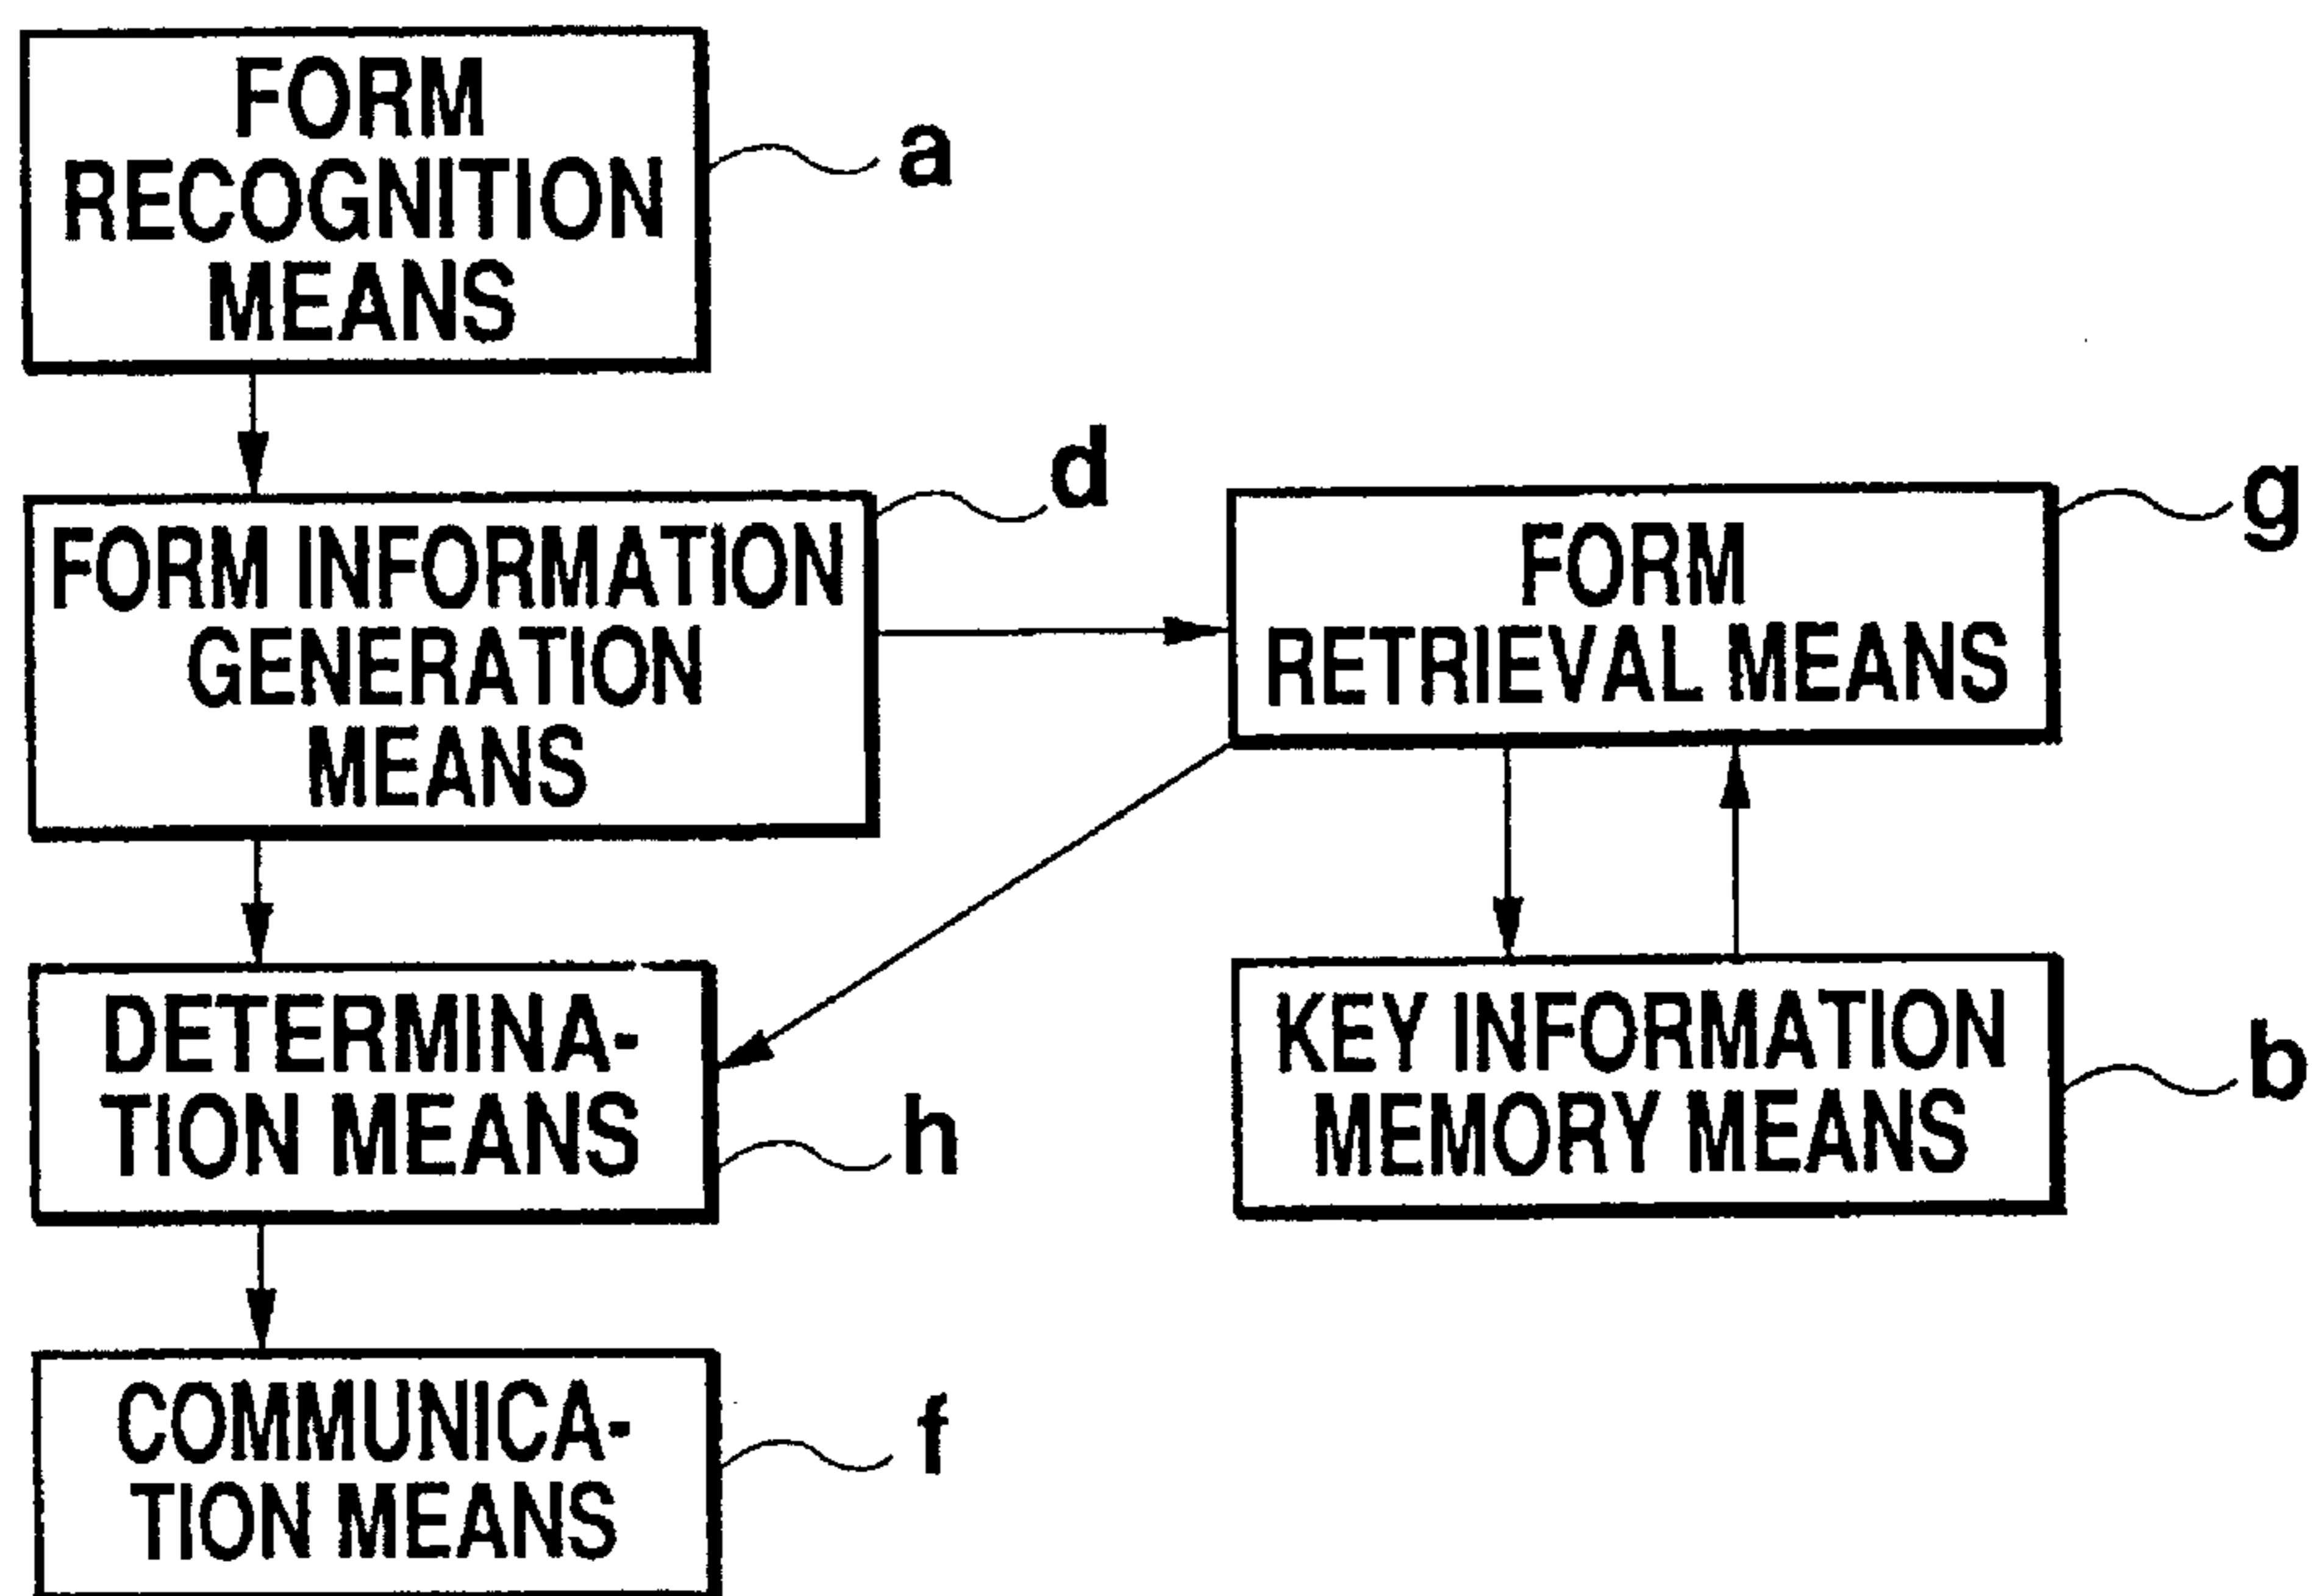 FORM
RECOGNITION
MEANS
a
d
FORM INFORMATION
GENERATION
MEANS
g
FORM
RETRIEVAL MEANS
DETERMINA-
TION MEANS
h
KEY INFORMATION
MEMORY MEANS
b
COMMUNICA-
TION MEANS
f